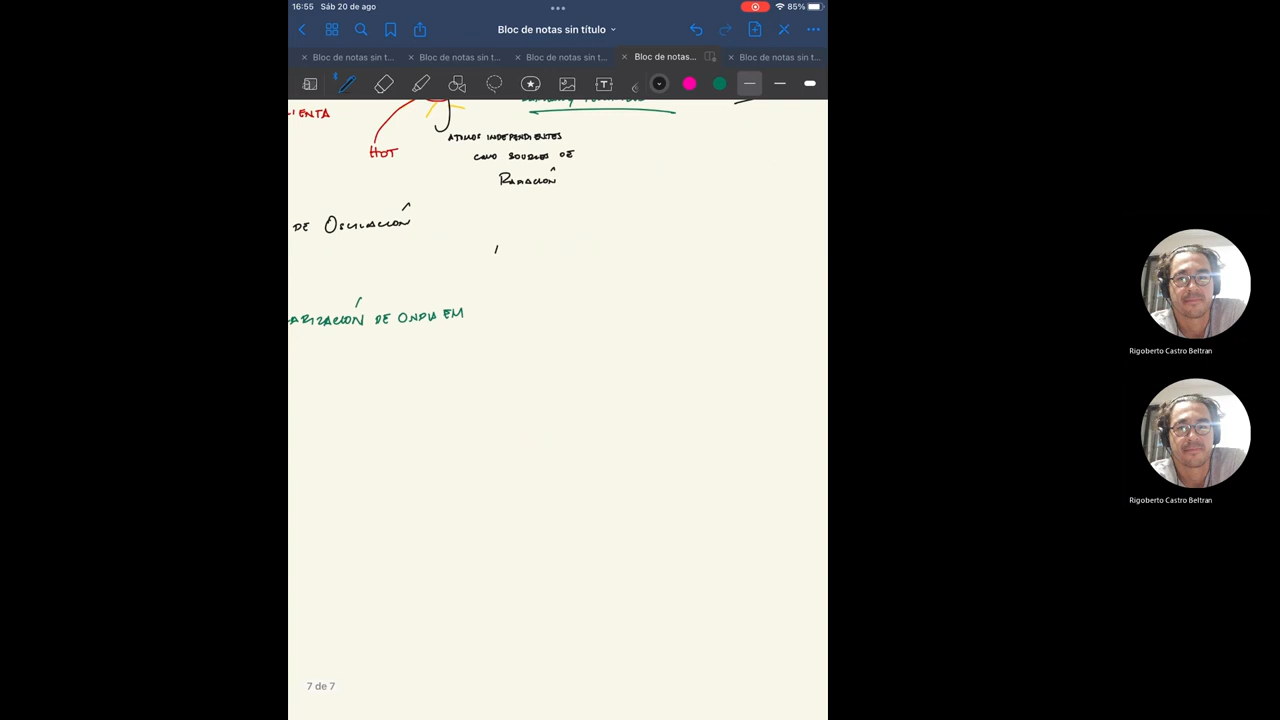 16:55 Sáb 20 de ago
85%
Bloc de notas sin título
Bloc de notas sin t...
Bloc de notas sin t...
Bloc de notas sin t...
Bloc de notas...
Bloc de notas sin t...
IENTA
HOT
ATOMOS INDEPENDIENTES
COMO SOURCES DE
RADIACIÓN
DE OSCILACIÓN
ARIZACIÓN DE ONDA EM
7 de 7
Rigoberto Castro Beltran
Rigoberto Castro Beltran